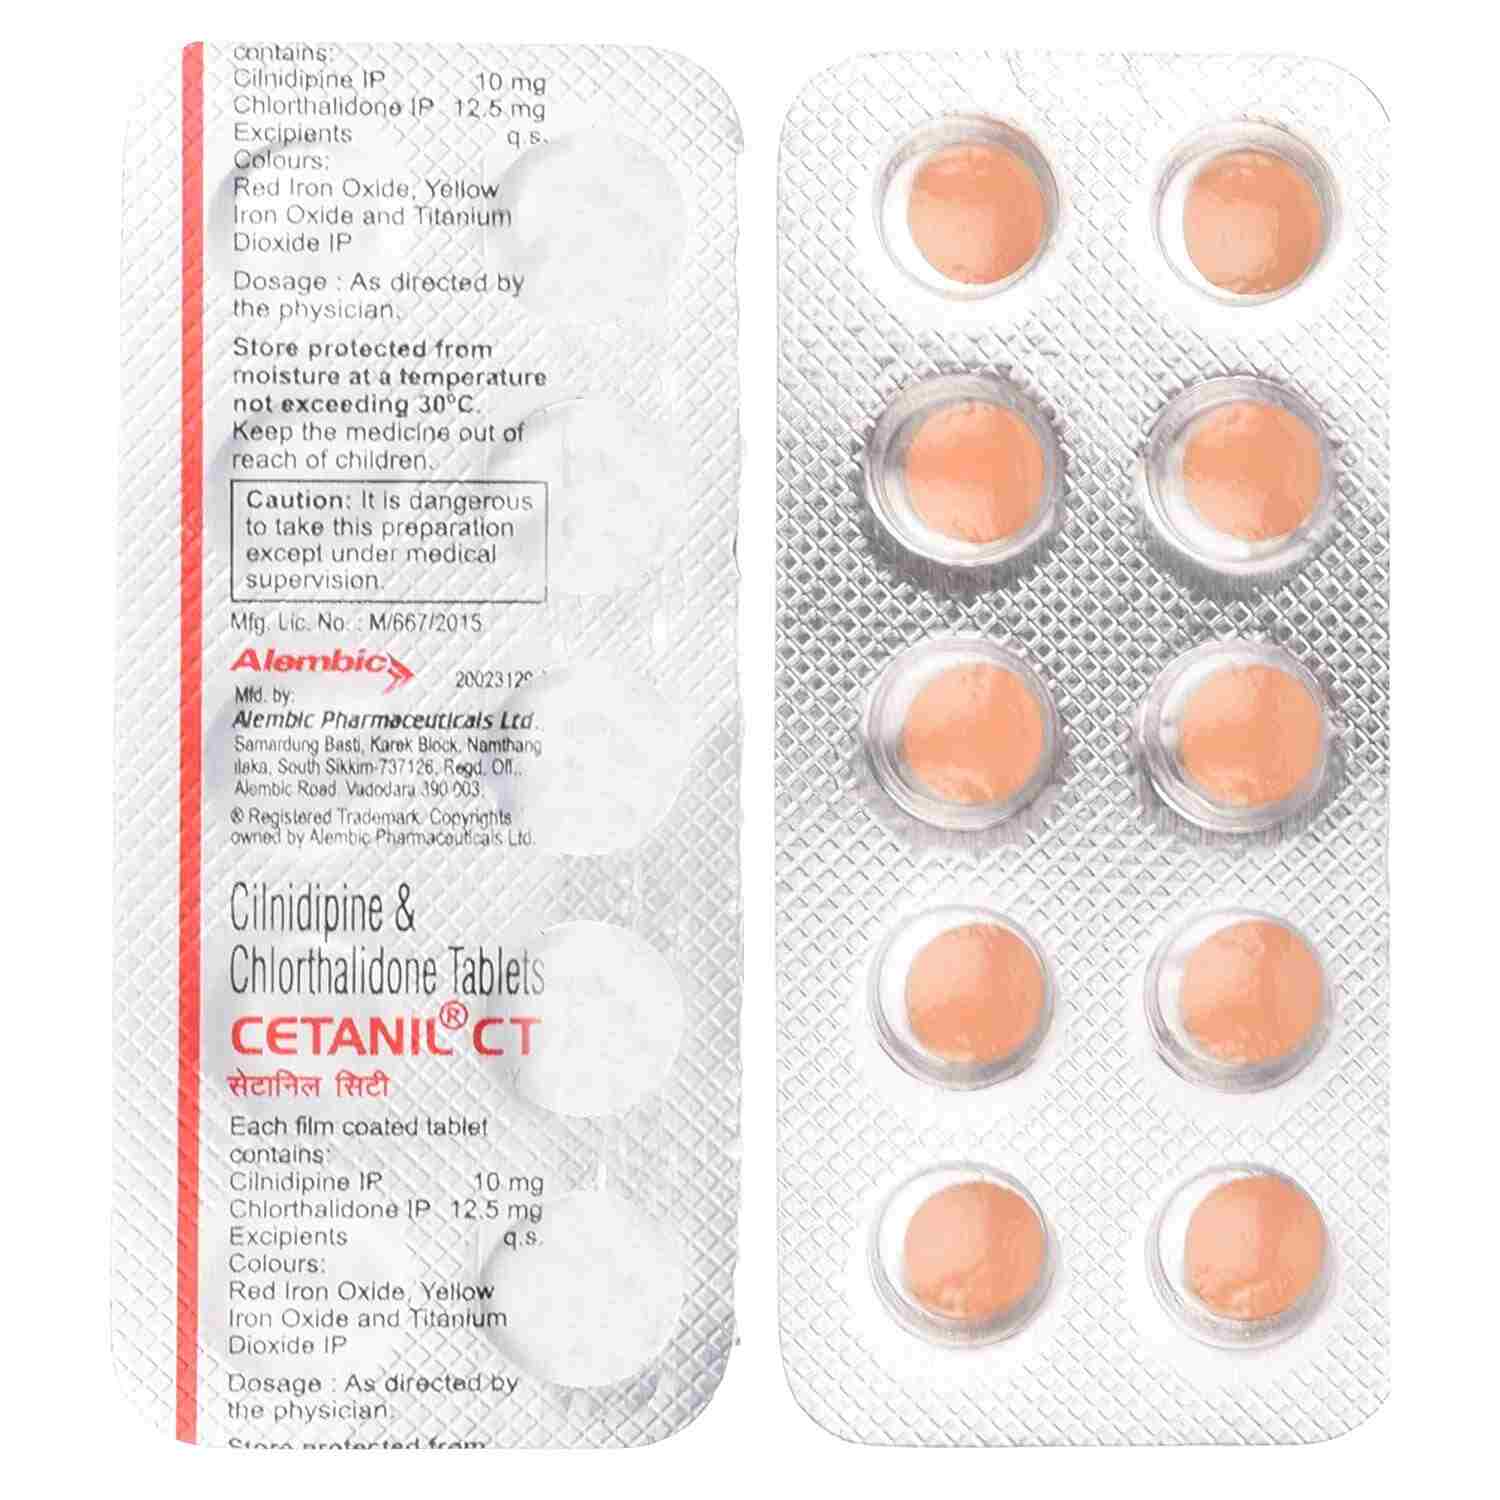 contains:
Cilnidipine IP 10 mg
Chlorthalidone IP 12.5 mg
Excipients q.s.
Colours:
Red Iron Oxide, Yellow
Iron Oxide and Titanium
Dioxide IP
Dosage : As directed by
the physician.
Store protected from
moisture at a temperature
not exceeding 30°C.
Keep the medicine out of
reach of children.
Caution: It is dangerous
to take this preparation
except under medical
supervision.
Mfg. Lic. No. : M/667/2015
Alembic
2002312
Mfd. by:
Alembic Pharmaceuticals Ltd.
Samardung Basti, Karek Block, Namthang
Ilaka, South Sikkim-737126, Regd. Off.,
Alembic Road, Vadodara 390 003.
® Registered Trademark. Copyrights
owned by Alembic Pharmaceuticals Ltd.
Cilnidipine &
Chlorthalidone Tablets
CETANIL® CT
सेटानिल सिटी
Each film coated tablet
contains:
Cilnidipine IP 10 mg
Chlorthalidone IP 12.5 mg
Excipients q.s.
Colours:
Red Iron Oxide, Yellow
Iron Oxide and Titanium
Dioxide IP
Dosage : As directed by
the physician.
Store protected from